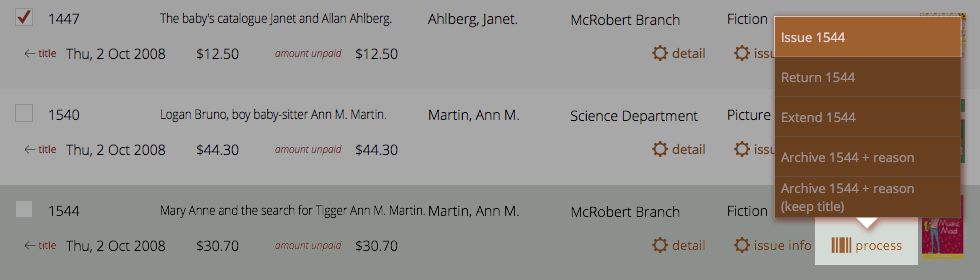 1447 The baby's catalogue Janet and Allan Ahlberg. Ahlberg, Janet. McRobert Branch Fiction
title Thu, 2 Oct 2008 $12.50 amount unpaid $12.50 detail
1540 Logan Bruno, boy baby-sitter Ann M. Martin. Martin, Ann M. Science Department Picture
title Thu, 2 Oct 2008 $44.30 amount unpaid $44.30 detail
1544 Mary Anne and the search for Tigger Ann M. Martin. Martin, Ann M. McRobert Branch Fiction
title Thu, 2 Oct 2008 $30.70 amount unpaid $30.70 detail issue info process
Issue 1544
Return 1544
Extend 1544
Archive 1544 + reason
Archive 1544 + reason
(keep title)
Music
Mad